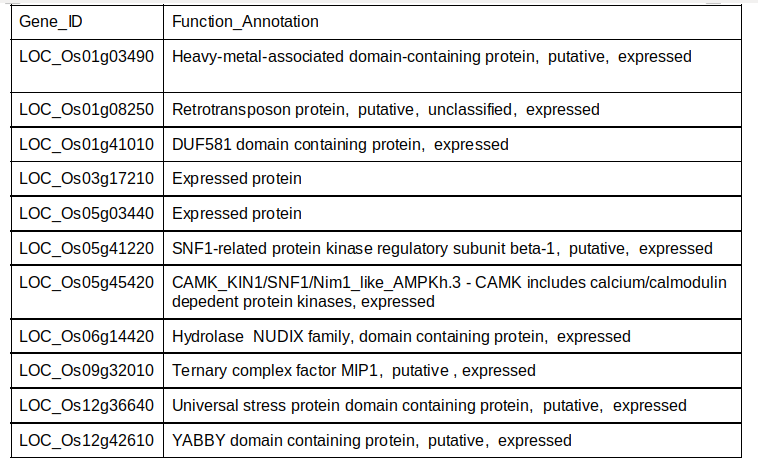 Gene_ID Function_Annotation
LOC_Os01g03490 Heavy-metal-associated domain-containing protein, putative, expressed
LOC_Os01g08250 Retrotransposon protein, putative, unclassified, expressed
LOC_Os01g41010 DUF581 domain containing protein, expressed
LOC_Os03g17210 Expressed protein
LOC_Os05g03440 Expressed protein
LOC_Os05g41220 SNF1-related protein kinase regulatory subunit beta-1, putative, expressed
LOC_Os05g45420 CAMK_KIN1/SNF1/Nim1_like_AMPKh.3 - CAMK includes calcium/calmodulin
depedent protein kinases, expressed
LOC_Os06g14420 Hydrolase NUDIX family, domain containing protein, expressed
LOC_Os09g32010 Ternary complex factor MIP1, putative , expressed
LOC_Os12g36640 Universal stress protein domain containing protein, putative, expressed
LOC_Os12g42610 YABBY domain containing protein, putative, expressed